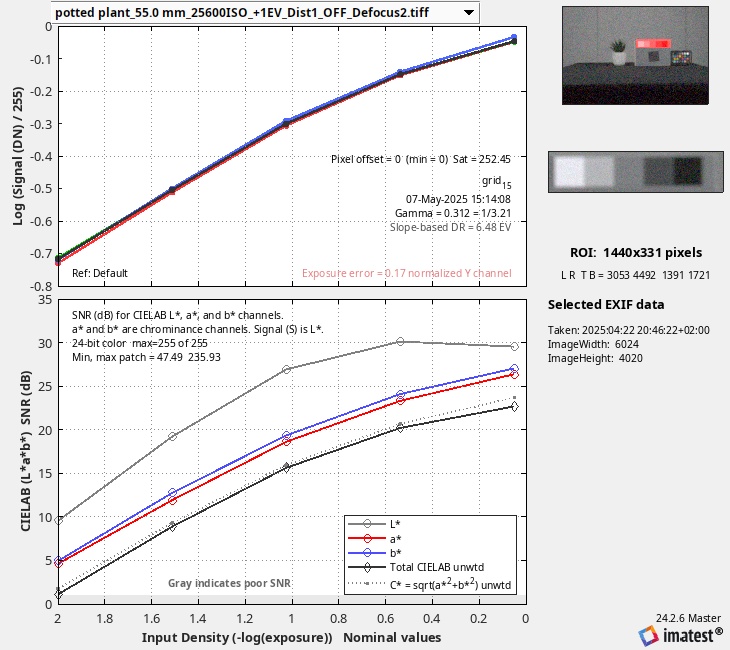 potted plant_55.0 mm_25600ISO_+1EV_Dist1_OFF_Defocus2.tiff
Log (Signal (DN) / 255)
0
-0.1
-0.2
-0.3
-0.4
-0.5
-0.6
-0.7
-0.8
Pixel offset = 0 (min = 0) Sat = 252.45
grid15
07-May-2025 15:14:08
Gamma = 0.312 = 1/3.21
Slope-based DR = 6.48 EV
Ref: Default
Exposure error = 0.17 normalized Y channel
CIELAB (L*a*b*) SNR (dB)
35
30
25
20
15
10
5
0
SNR (dB) for CIELAB L*, a*, and b* channels.
a* and b* are chrominance channels. Signal (S) is L*.
24-bit color max=255 of 255
Min, max patch = 47.49 235.93
L*
a*
b*
Total CIELAB unwtd
C* = sqrt(a*2+b*2) unwtd
Gray indicates poor SNR
2 1.8 1.6 1.4 1.2 1 0.8 0.6 0.4 0.2 0
Input Density (-log(exposure)) Nominal values
ROI: 1440x331 pixels
L R T B = 3053 4492 1391 1721
Selected EXIF data
Taken: 2025:04:22 20:46:22+02:00
ImageWidth: 6024
ImageHeight: 4020
24.2.6 Master
imatest®